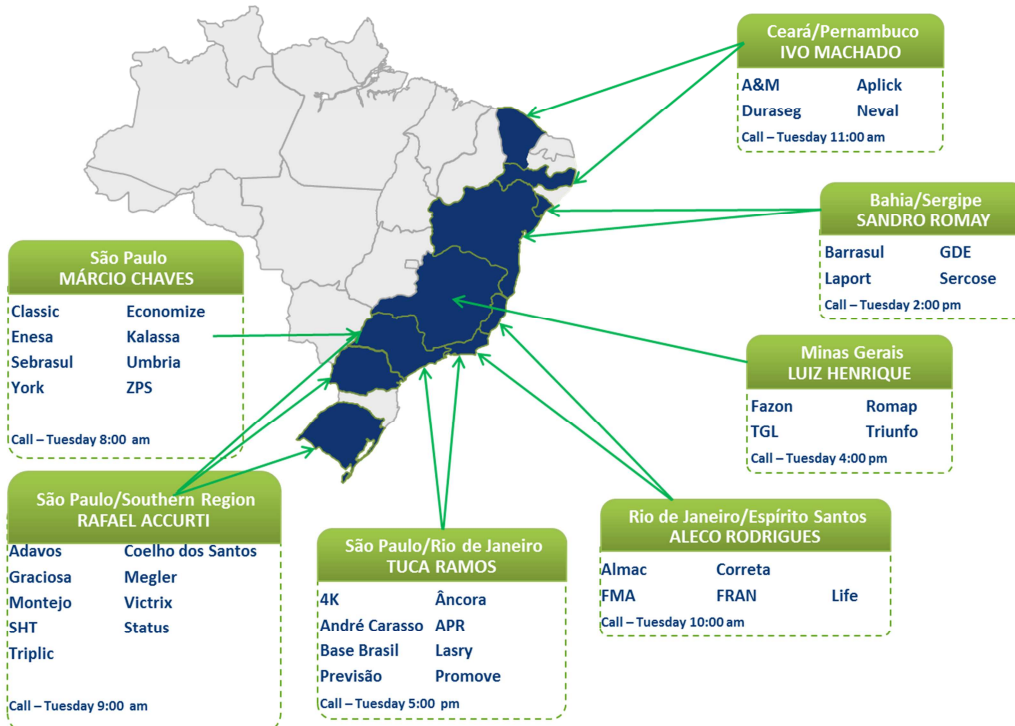 Ceará/Pernambuco
IVO MACHADO
A&M Aplick
Duraseg Neval
Call – Tuesday 11:00 am
Bahia/Sergipe
SANDRO ROMAY
Barrasul GDE
Laport Sercose
Call – Tuesday 2:00 pm
São Paulo
MÁRCIO CHAVES
Classic Economize
Enesa Kalassa
Sebrasul Umbria
York ZPS
Call – Tuesday 8:00 am
Minas Gerais
LUIZ HENRIQUE
Fazon Romap
TGL Triunfo
Call – Tuesday 4:00 pm
São Paulo/Southern Region
RAFAEL ACCURTI
Adavos Coelho dos Santos
Graciosa Megler
Montejo Victrix
SHT Status
Triplic
Call – Tuesday 9:00 am
São Paulo/Rio de Janeiro
TUCA RAMOS
4K Âncora
André Carasso APR
Base Brasil Lasry
Previsão Promove
Call – Tuesday 5:00 pm
Rio de Janeiro/Espírito Santos
ALECO RODRIGUES
Almac Correta
FMA FRAN Life
Call – Tuesday 10:00 am